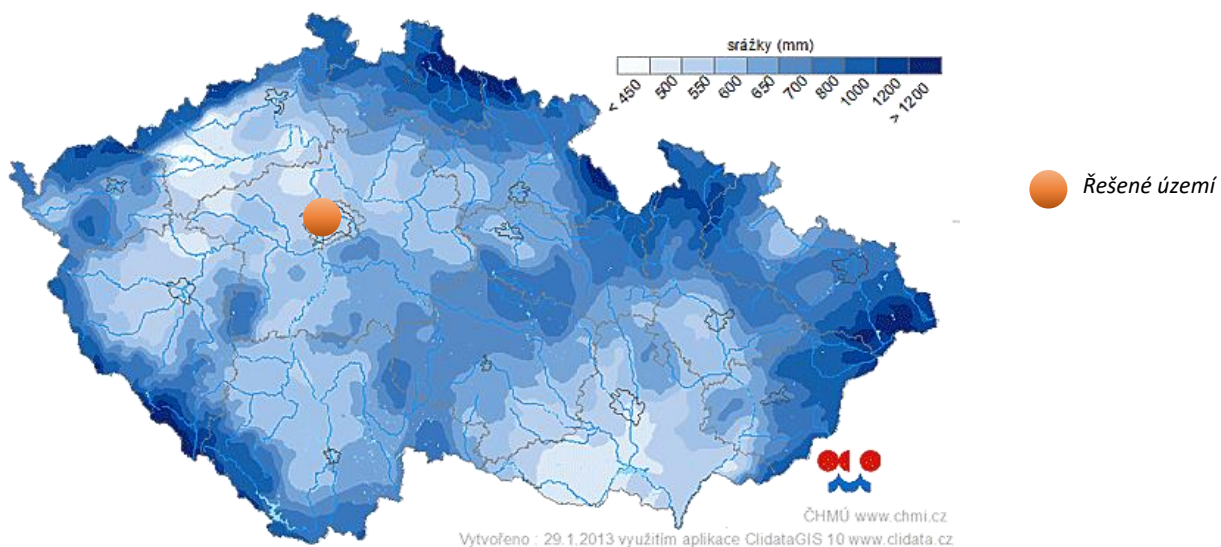 srážky (mm)
< 450 500 550 600 650 700 800 1000 1200 > 1200
Řešené území
ČHMÚ www.chmi.cz
Vytvořeno : 29.1.2013 využitím aplikace ClidataGIS 10 www.clidata.cz